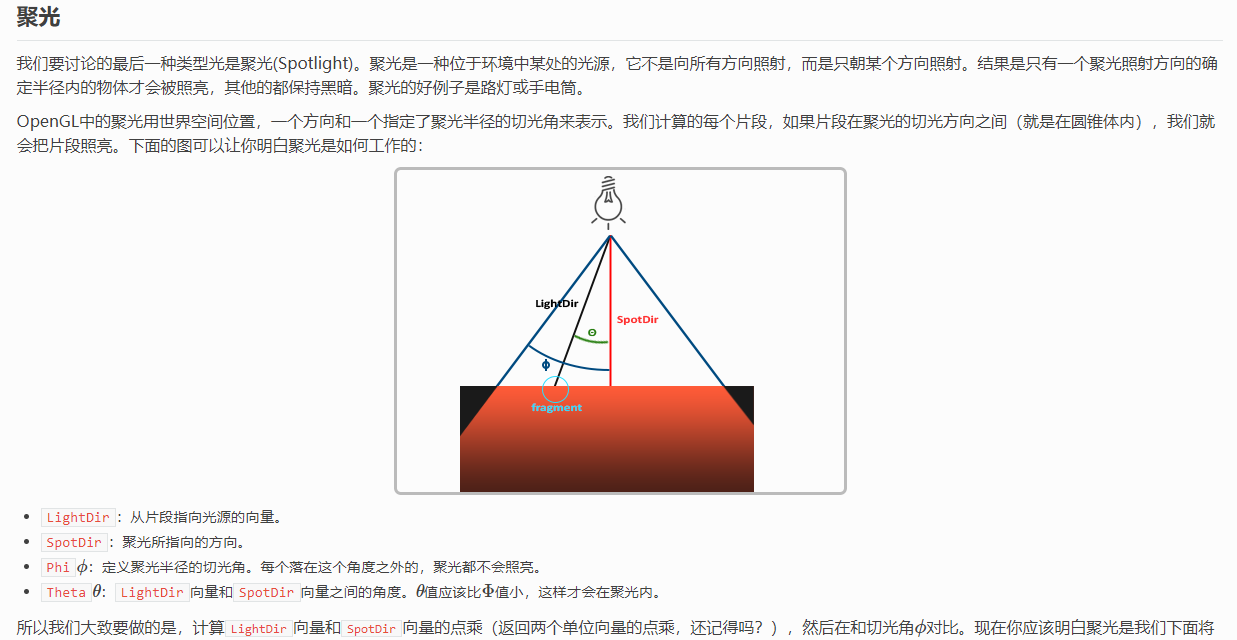 聚光
我们要讨论的最后一种类型光是聚光(Spotlight)。聚光是一种位于环境中某处的光源，它不是向所有方向照射，而是只朝某个方向照射。结果是只有一个聚光照射方向的确
定半径内的物体才会被照亮，其他的都保持黑暗。聚光的好例子是路灯或手电筒。
OpenGL中的聚光用世界空间位置，一个方向和一个指定了聚光半径的切光角来表示。我们计算的每个片段，如果片段在聚光的切光方向之间（就是在圆锥体内），我们就
会把片段照亮。下面的图可以让你明白聚光是如何工作的：
LightDir
SpotDir
Θ
ϕ
fragment
• LightDir：从片段指向光源的向量。
• SpotDir：聚光所指向的方向。
• Phi ϕ：定义聚光半径的切光角。每个落在这个角度之外的，聚光都不会照亮。
• Theta θ：LightDir向量和SpotDir向量之间的角度。θ值应该比Φ值小，这样才会在聚光内。
所以我们大致要做的是，计算LightDir向量和SpotDir向量的点乘（返回两个单位向量的点乘，还记得吗？），然后在和切光角ϕ对比。现在你应该明白聚光是我们下面将